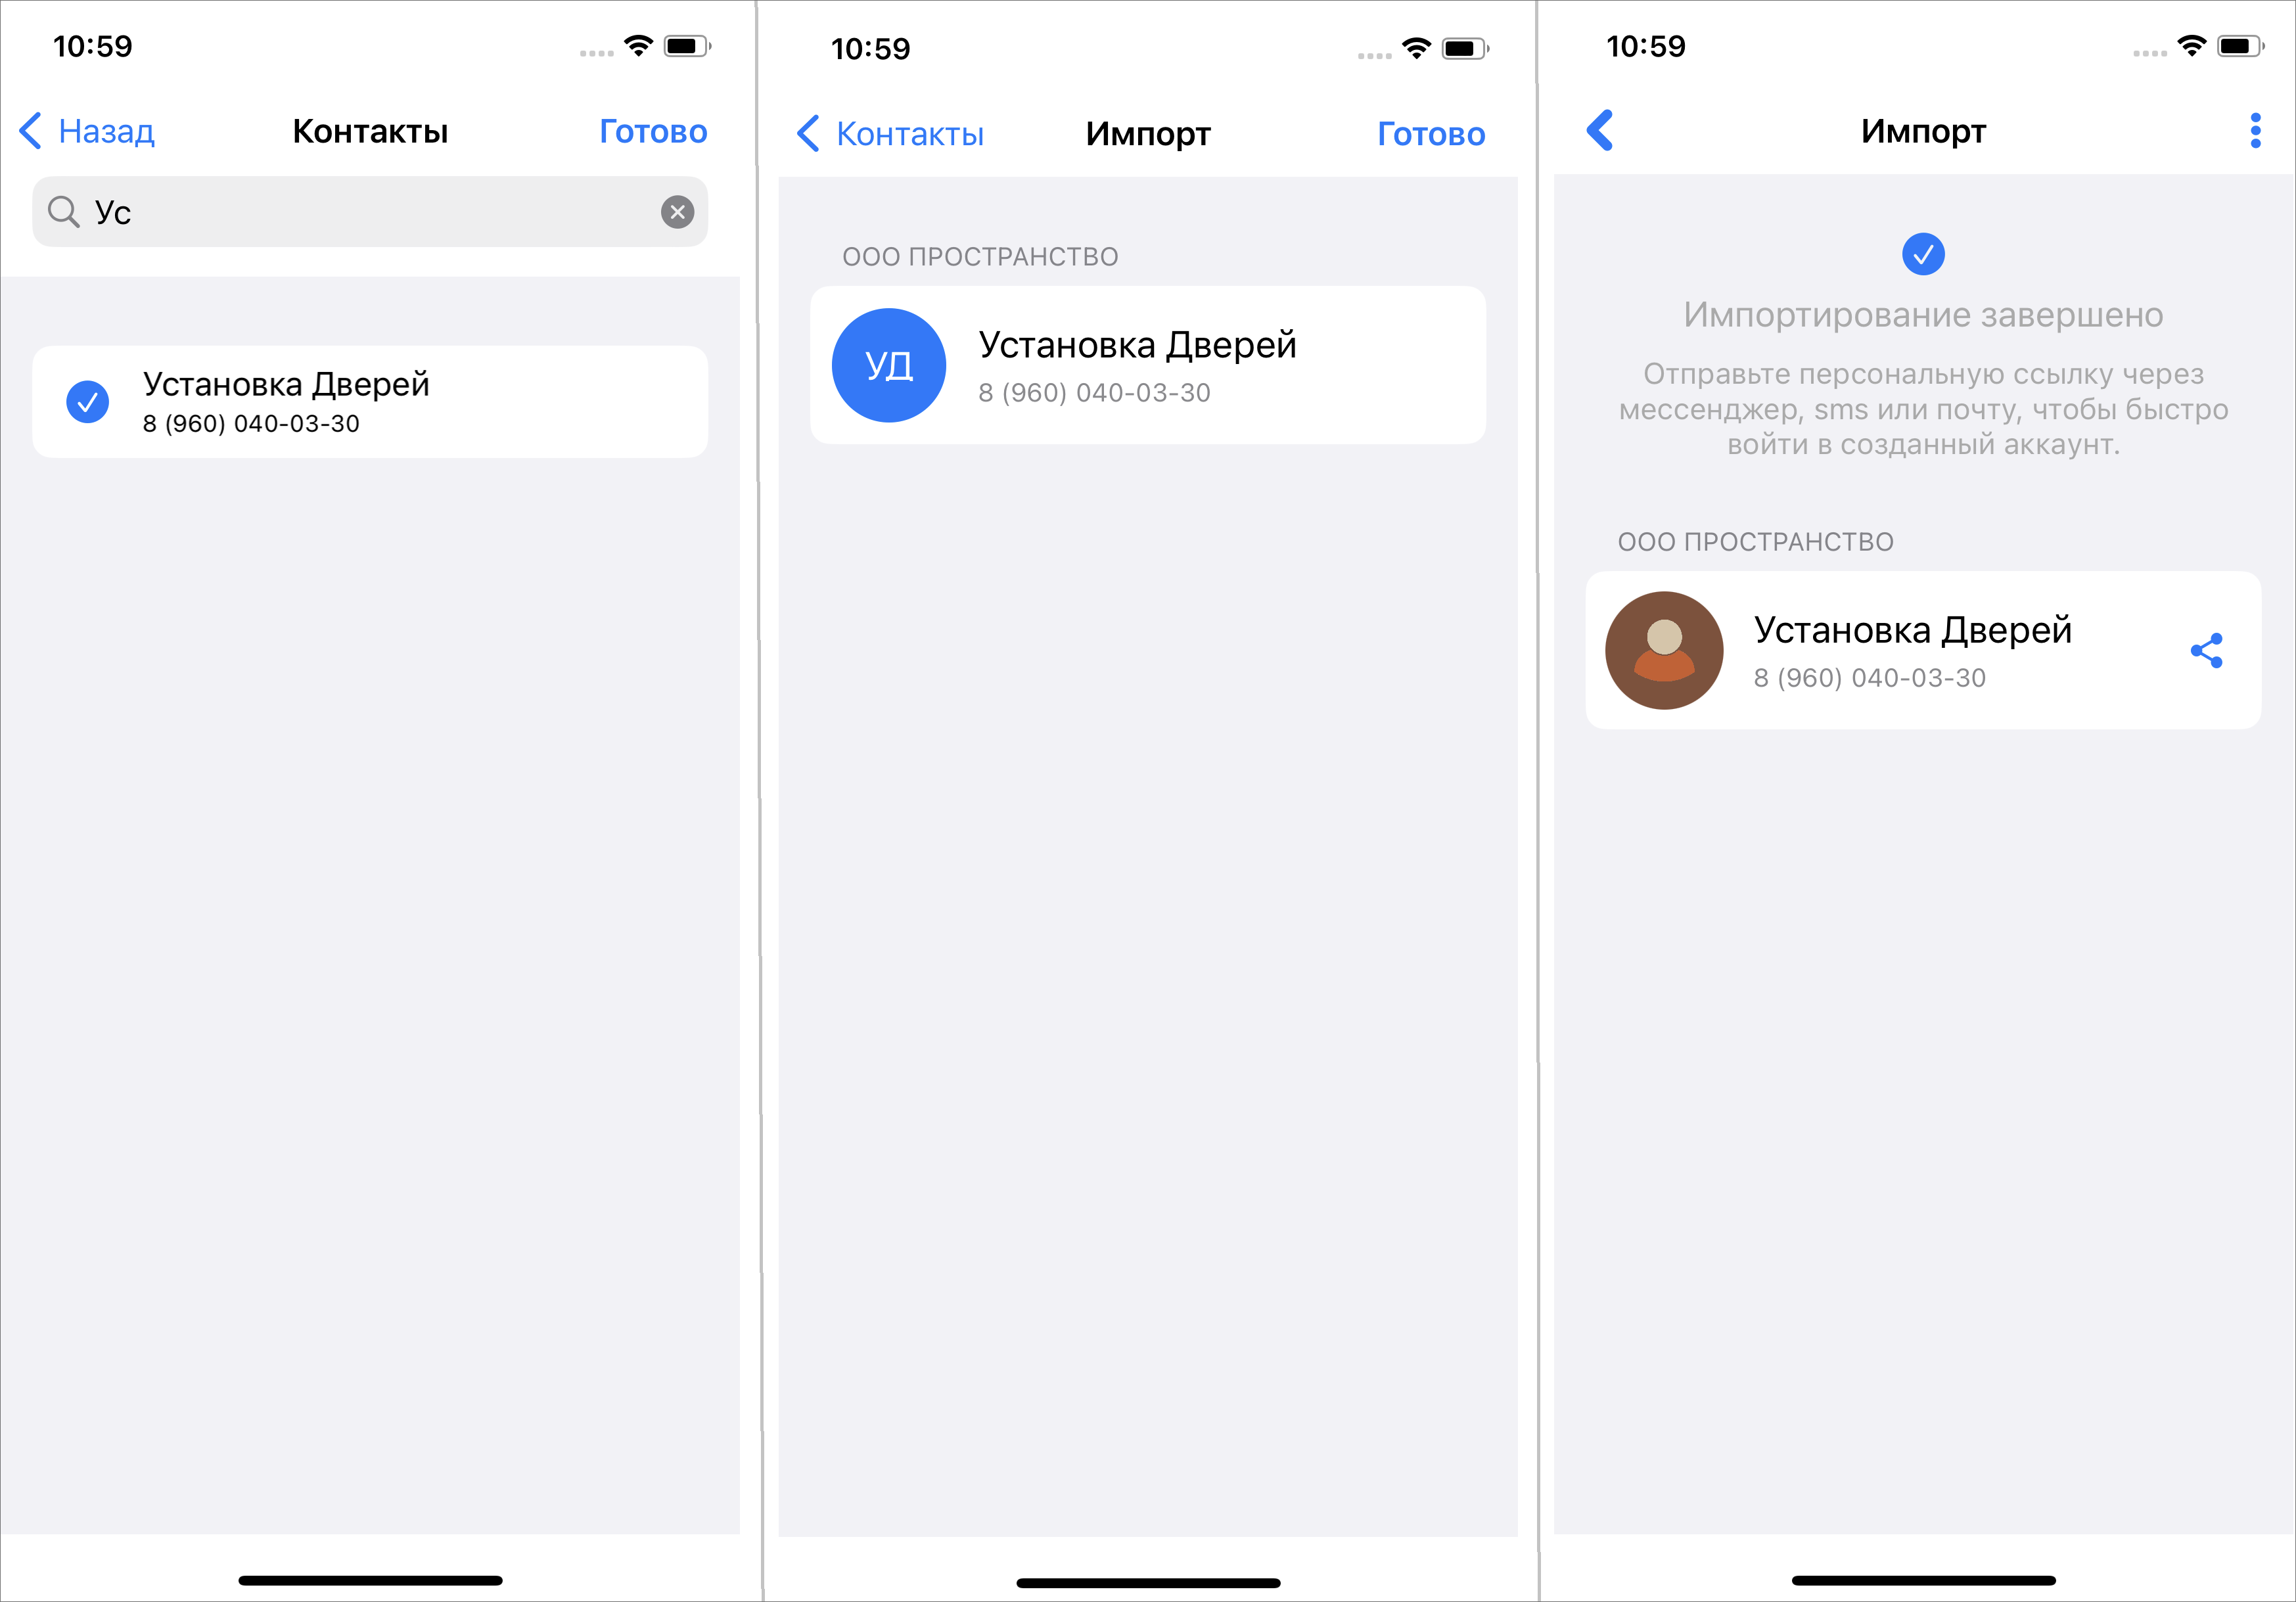 10:59
Назад
Контакты
Готово
Ус
Установка Дверей
8 (960) 040-03-30
10:59
Контакты
Импорт
Готово
ООО ПРОСТРАНСТВО
УД
Установка Дверей
8 (960) 040-03-30
10:59
Импорт
Импортирование завершено
Отправьте персональную ссылку через
мессенджер, sms или почту, чтобы быстро
войти в созданный аккаунт.
ООО ПРОСТРАНСТВО
Установка Дверей
8 (960) 040-03-30